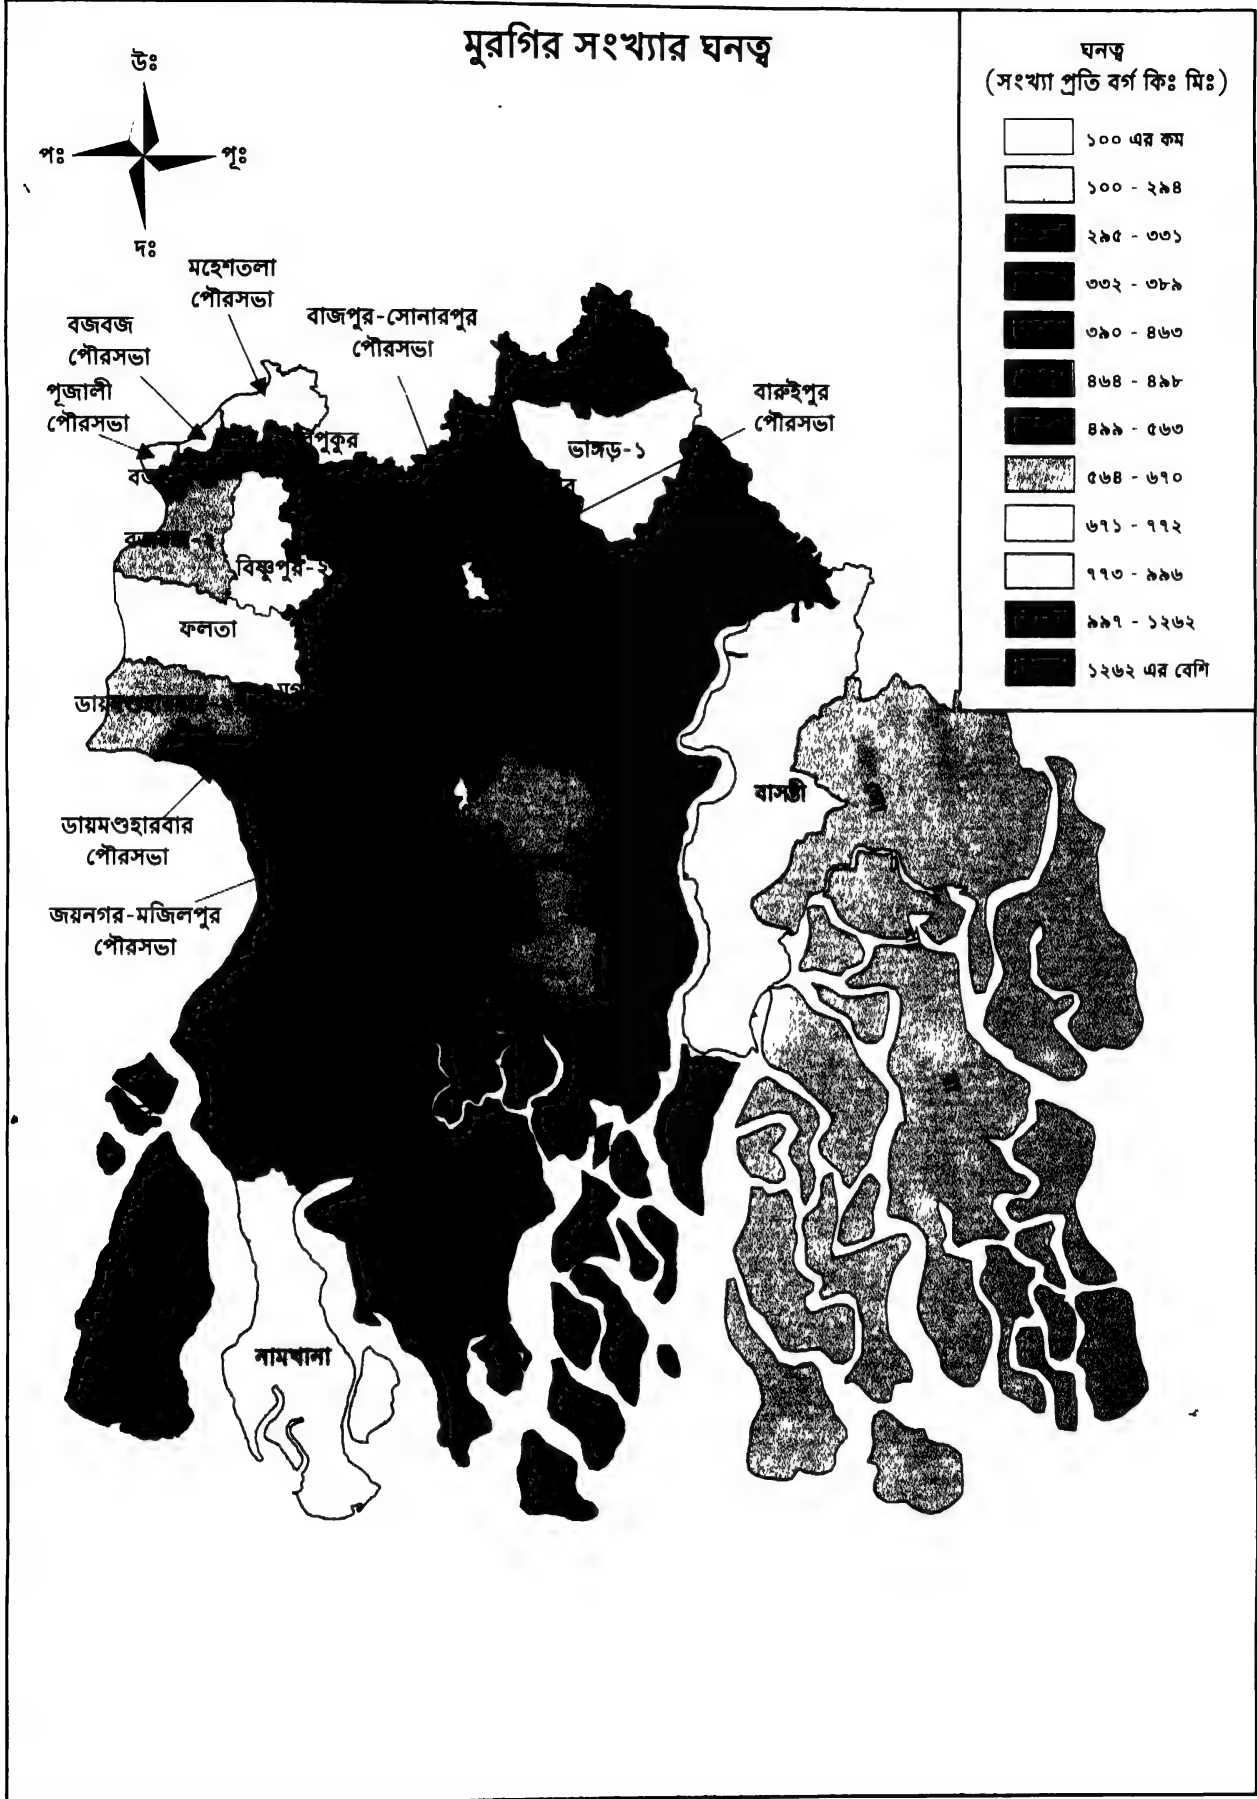 মুরগির সংখ্যার ঘনত্ব
উঃ
পঃ
পূঃ
দঃ
ঘনত্ব
(সংখ্যা প্রতি বর্গ কিঃ মিঃ)
১০০ এর কম
১০০ - ২৯৪
২৯৫ - ৩৩১
৩৩২ - ৩৮৯
৩৯০ - ৪৬৩
৪৬৪ - ৪৯৮
৪৯৯ - ৫৬৩
৫৬৪ - ৬৭০
৬৭১ - ৭৭২
৭৭৩ - ৯৯৬
৯৯৭ - ১২৬২
১২৬২ এর বেশি
মহেশতলা
পৌরসভা
বজবজ
পৌরসভা
বাজপুর-সোনারপুর
পৌরসভা
পূজালী
পৌরসভা
বারুইপুর
পৌরসভা
ভাঙ্গড়-১
বিষ্ণুপুর-২
ফলতা
বাসন্তী
ডায়মণ্ডহারবার
পৌরসভা
জয়নগর-মজিলপুর
পৌরসভা
নামখানা